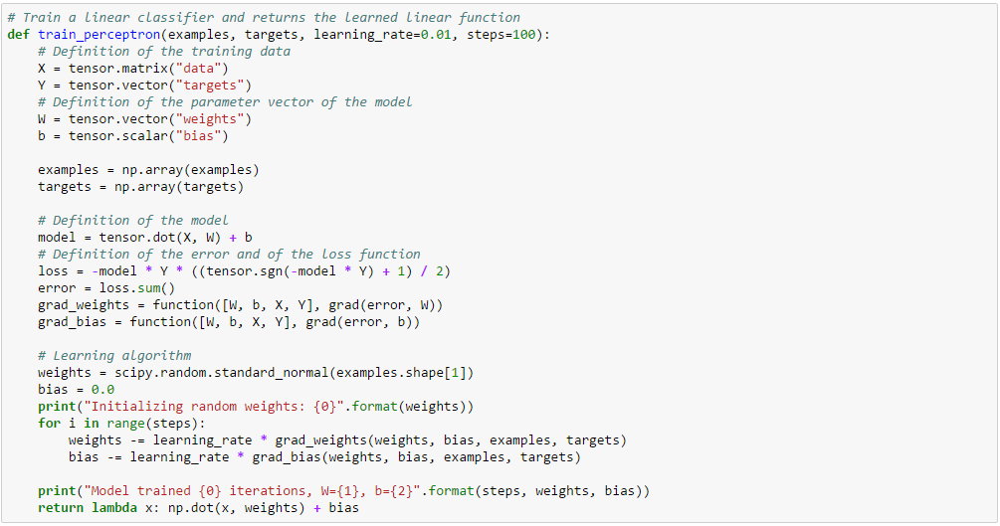 # Train a linear classifier and returns the learned linear function
def train_perceptron(examples, targets, learning_rate=0.01, steps=100):
    # Definition of the training data
    X = tensor.matrix("data")
    Y = tensor.vector("targets")
    # Definition of the parameter vector of the model
    W = tensor.vector("weights")
    b = tensor.scalar("bias")

    examples = np.array(examples)
    targets = np.array(targets)

    # Definition of the model
    model = tensor.dot(X, W) + b
    # Definition of the error and of the loss function
    loss = -model * Y * ((tensor.sgn(-model * Y) + 1) / 2)
    error = loss.sum()
    grad_weights = function([W, b, X, Y], grad(error, W))
    grad_bias = function([W, b, X, Y], grad(error, b))

    # Learning algorithm
    weights = scipy.random.standard_normal(examples.shape[1])
    bias = 0.0
    print("Initializing random weights: {0}".format(weights))
    for i in range(steps):
        weights -= learning_rate * grad_weights(weights, bias, examples, targets)
        bias -= learning_rate * grad_bias(weights, bias, examples, targets)

    print("Model trained {0} iterations, W={1}, b={2}".format(steps, weights, bias))
    return lambda x: np.dot(x, weights) + bias